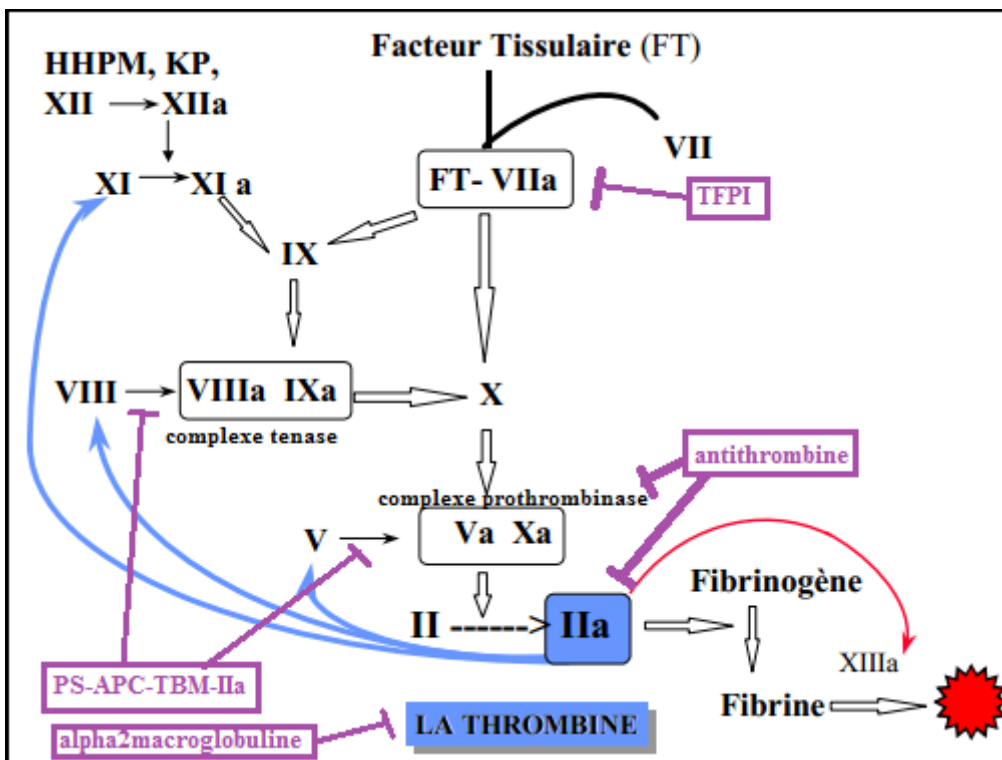 Facteur Tissulaire (FT)
HHPM, KP,
XII → XIIa
VII
XI → XI a
FT- VIIa
TFPI
IX
VIII → VIIIa IXa
X
complexe tenase
antithrombine
complexe prothrombinase
V → Va Xa
Fibrinogène
II ------> IIa
XIIIa
PS-APC-TBM-IIa
Fibrine
LA THROMBINE
alpha2macroglobuline